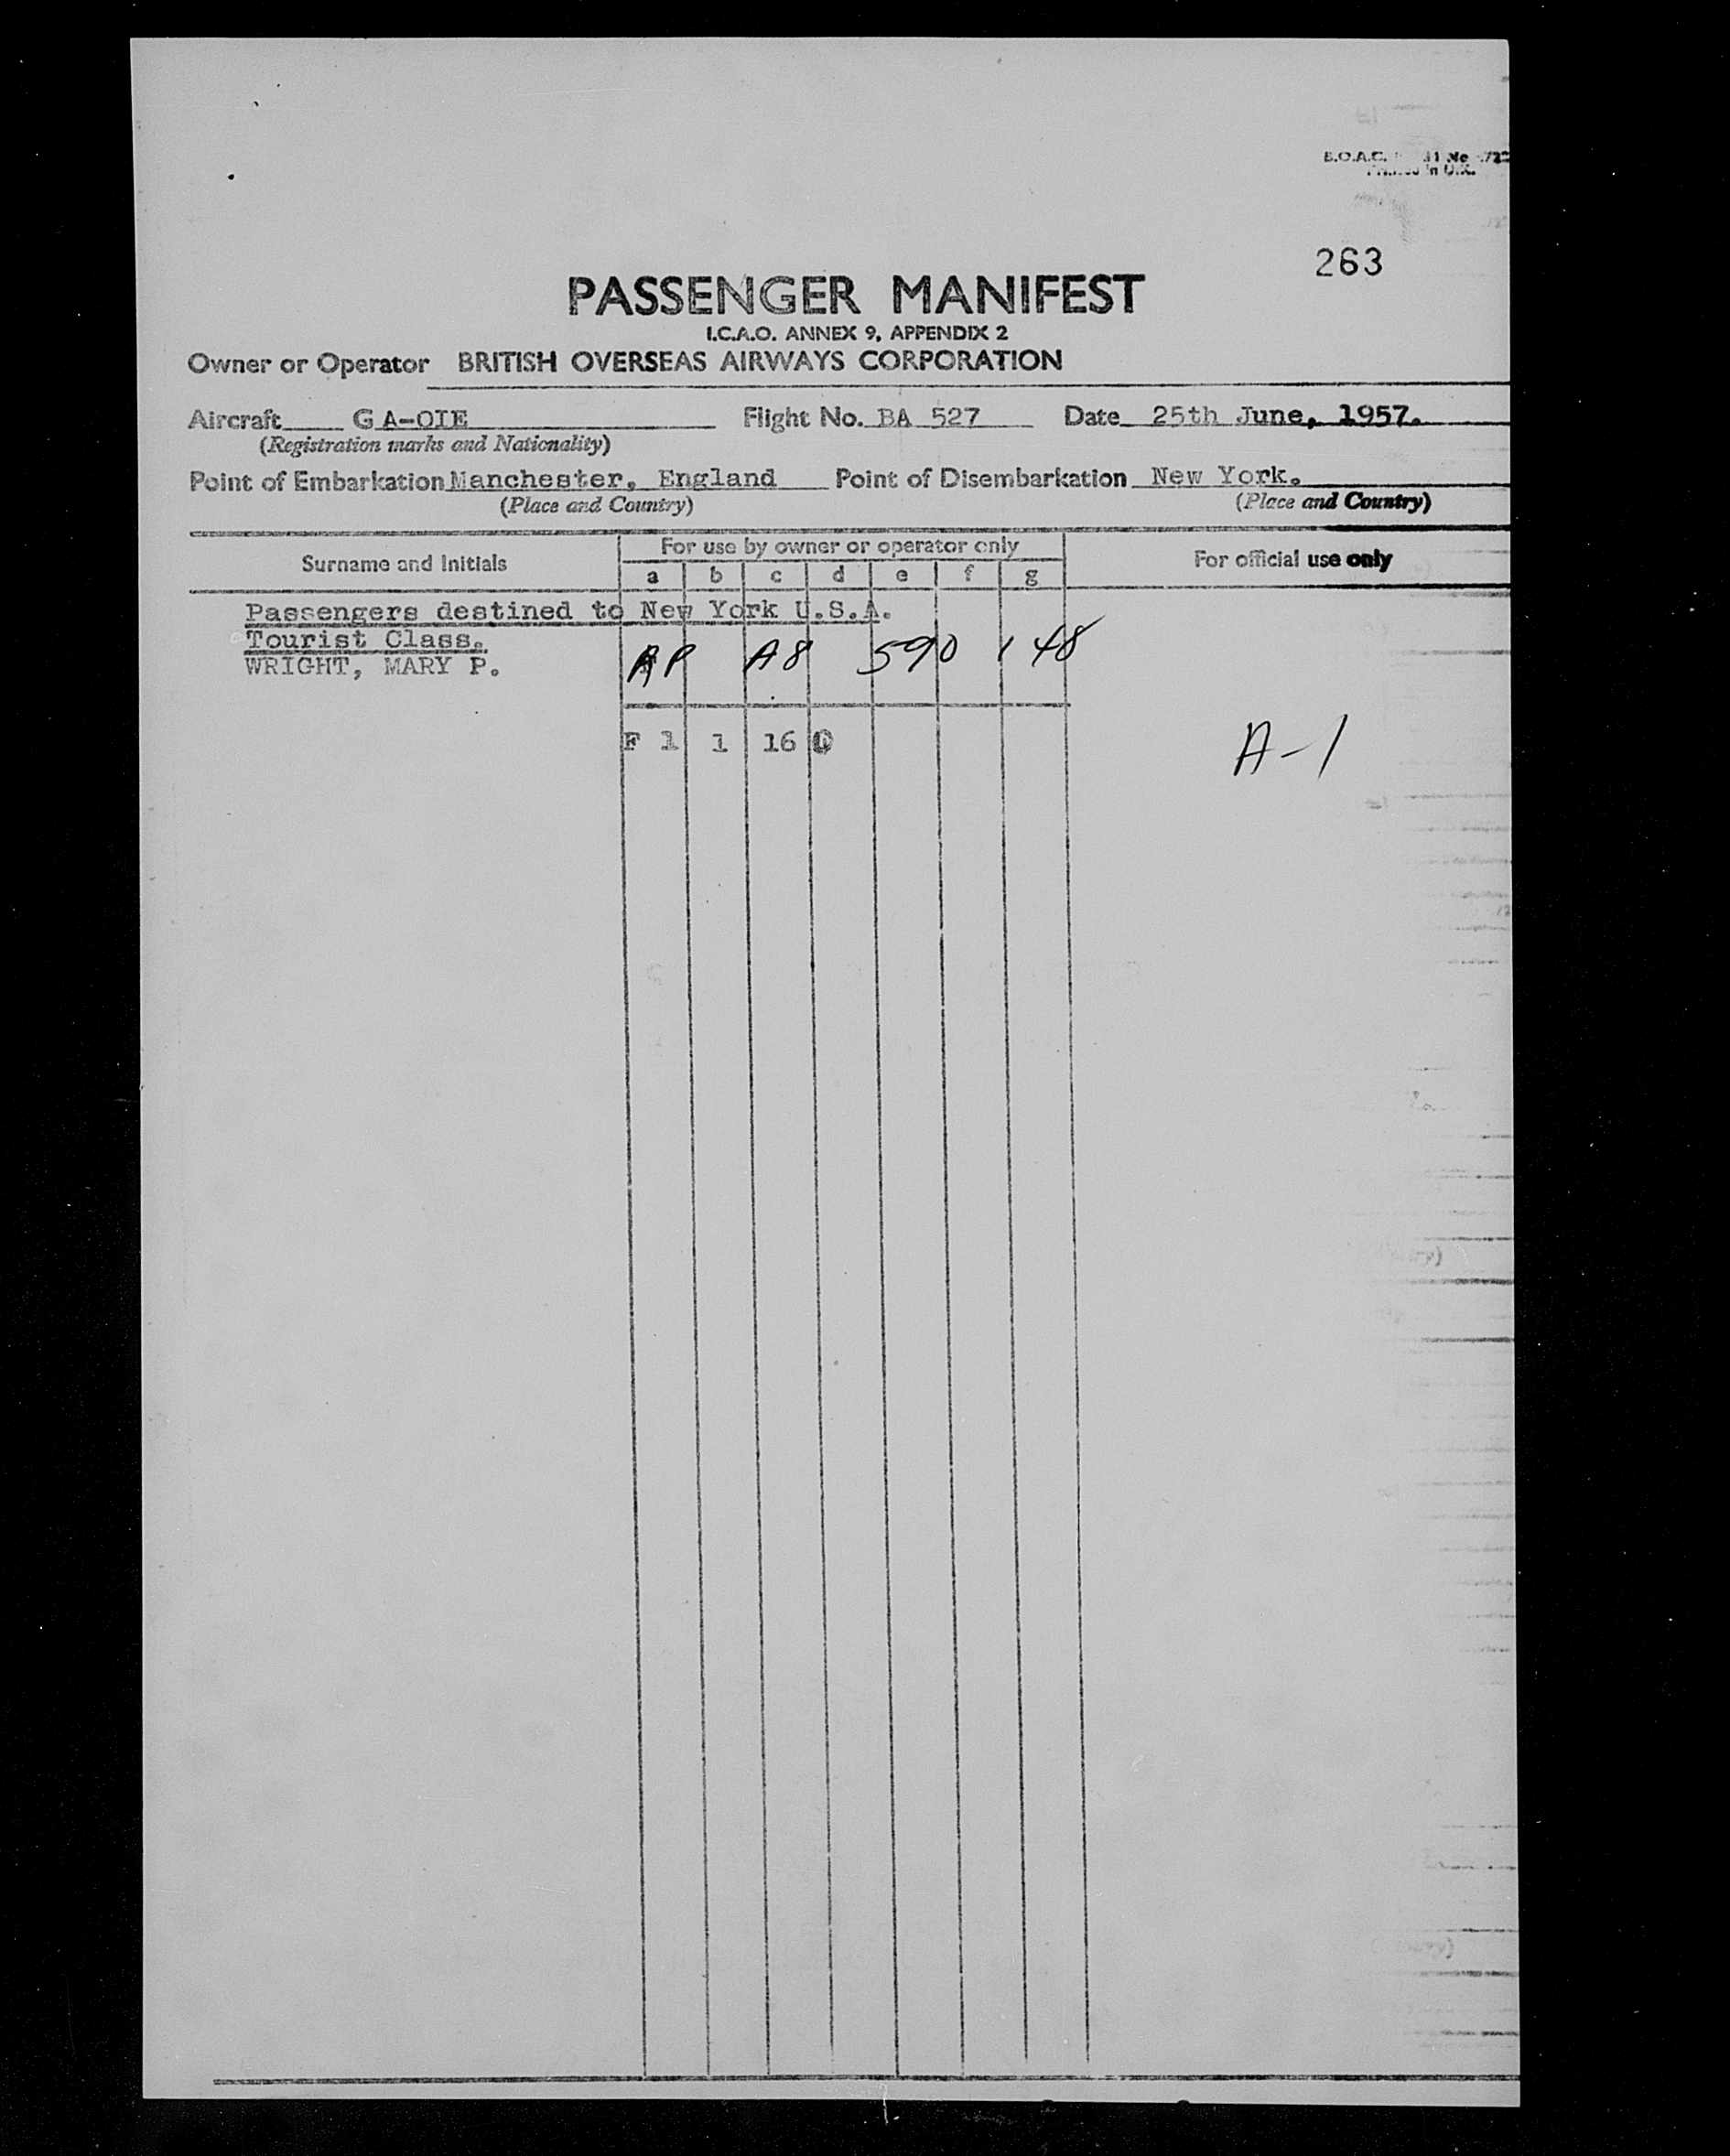 B.O.A.C.
in U.K.
263
PASSENGER MANIFEST
I.C.A.O. ANNEX 9, APPENDIX 2
Owner or Operator BRITISH OVERSEAS AIRWAYS CORPORATION
Aircraft G A-OIE Flight No. BA 527 Date 25th June, 1957.
(Registration marks and Nationality)
Point of Embarkation Manchester, England Point of Disembarkation New York.
(Place and Country) (Place and Country)
Surname and Initials For use by owner or operator only For official use only
a b c d e f g
Passengers destined to New York U.S.A.
Tourist Class.
WRIGHT, MARY P. AP A8 590 148
F 1 1 16
A-1